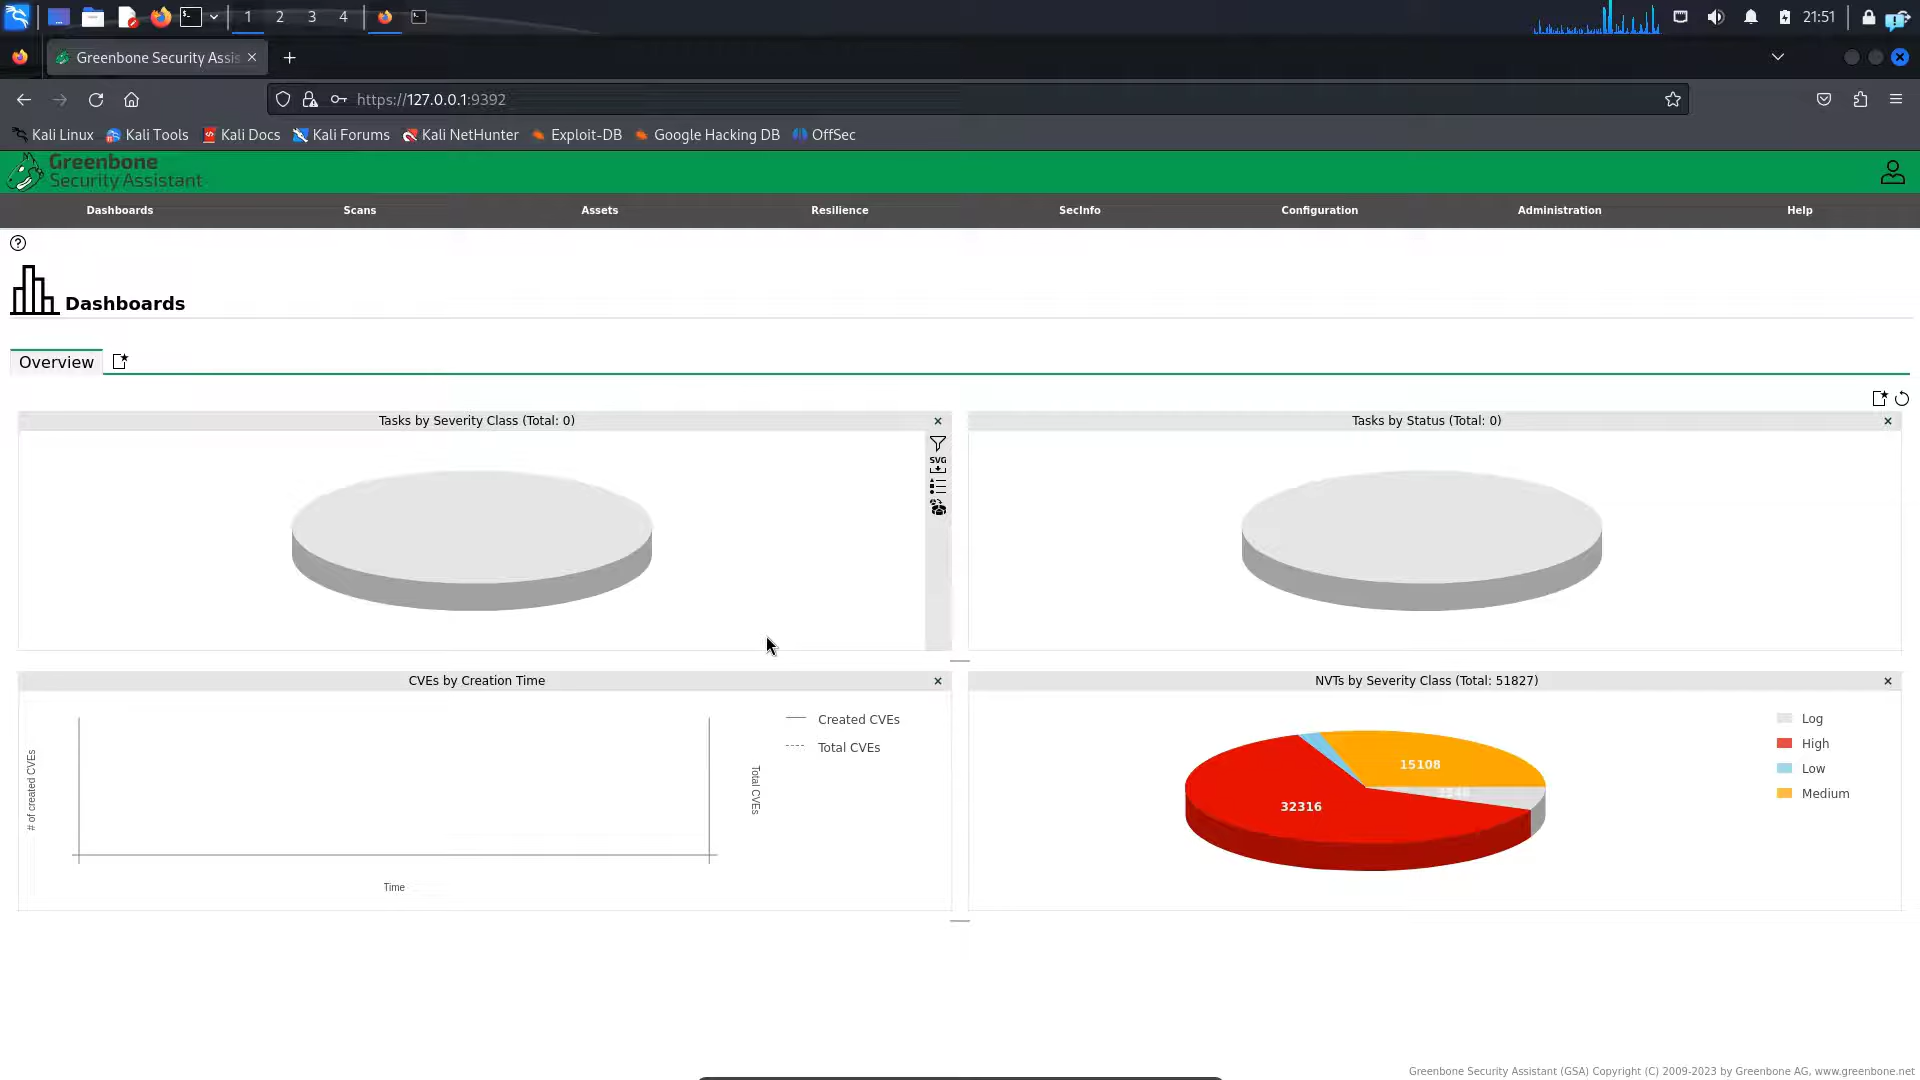 1 2 3 4 21:51
Greenbone Security Assis
https://127.0.0.1:9392
Kali Linux Kali Tools Kali Docs Kali Forums Kali NetHunter Exploit-DB Google Hacking DB OffSec
Greenbone
Security Assistant
Dashboards Scans Assets Resilience SecInfo Configuration Administration Help
Dashboards
Overview
Tasks by Severity Class (Total: 0)
SVG
Tasks by Status (Total: 0)
CVEs by Creation Time
# of created CVEs
Total CVEs
Time
Created CVEs
Total CVEs
NVTs by Severity Class (Total: 51827)
15108
32316
Log
High
Low
Medium
Greenbone Security Assistant (GSA) Copyright (C) 2009-2023 by Greenbone AG, www.greenbone.net